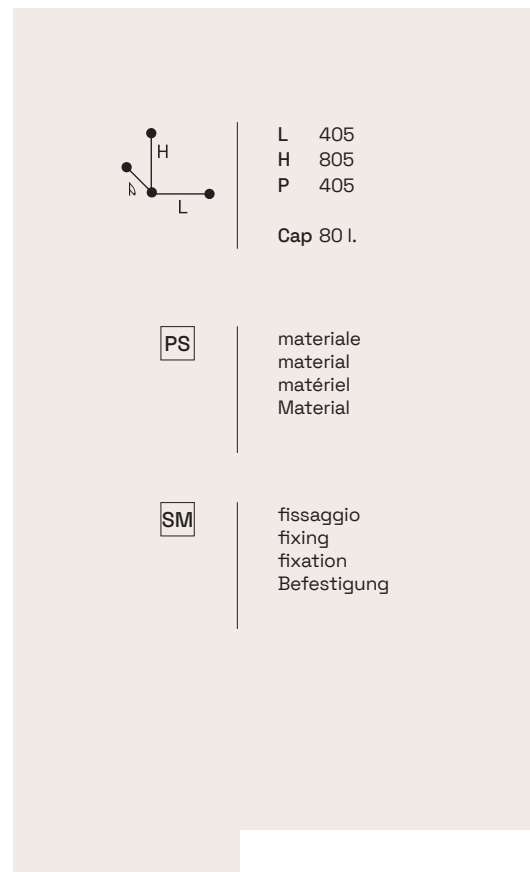 H
P
L
L 405
H 805
P 405
Cap 80 l.
PS
materiale
material
matériel
Material
SM
fissaggio
fixing
fixation
Befestigung